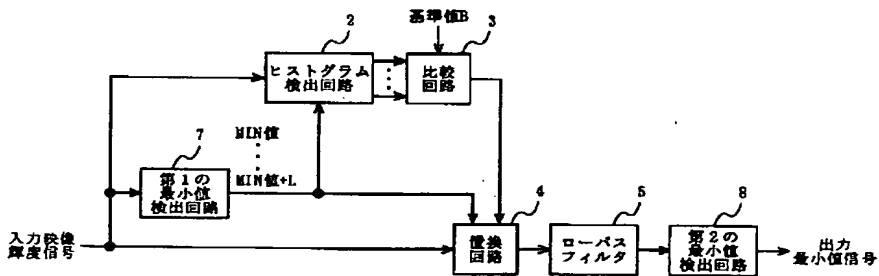 基準値B
2
3
ヒストグラム
検出回路
比較
回路
7
MIN値
MIN値+L
第1の
最小値
検出回路
4
5
8
入力映像
輝度信号
置換
回路
ローパス
フィルタ
第2の
最小値
検出回路
出力
最小値信号